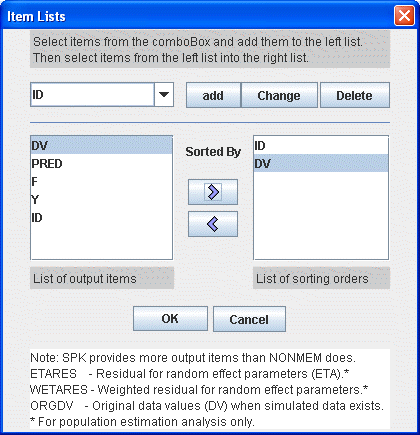 Item Lists
Select items from the comboBox and add them to the left list.
Then select items from the left list into the right list.
ID
add
Change
Delete
DV
PRED
F
Y
ID
Sorted By
ID
DV
List of output items
List of sorting orders
OK
Cancel
Note: SPK provides more output items than NONMEM does.
ETARES - Residual for random effect parameters (ETA).*
WETARES - Weighted residual for random effect parameters.*
ORGDV - Original data values (DV) when simulated data exists.
* For population estimation analysis only.